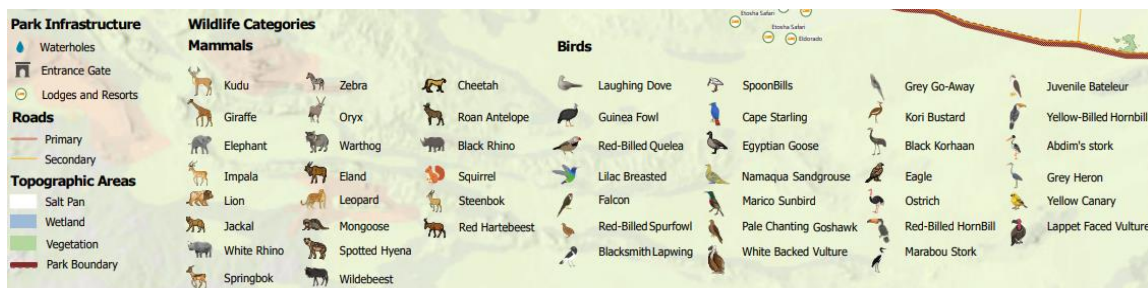 Park Infrastructure
Waterholes
Entrance Gate
Lodges and Resorts
Roads
Primary
Secondary
Topographic Areas
Salt Pan
Wetland
Vegetation
Park Boundary
Wildlife Categories
Mammals
Kudu
Giraffe
Elephant
Impala
Lion
Jackal
White Rhino
Springbok
Zebra
Oryx
Warthog
Eland
Leopard
Mongoose
Spotted Hyena
Wildebeest
Cheetah
Roan Antelope
Black Rhino
Squirrel
Steenbok
Red Hartebeest
Birds
Laughing Dove
Guinea Fowl
Red-Billed Quelea
Lilac Breasted
Falcon
Red-Billed Spurfowl
Blacksmith Lapwing
SpoonBills
Cape Starling
Egyptian Goose
Namaqua Sandgrouse
Marico Sunbird
Pale Chanting Goshawk
White Backed Vulture
Grey Go-Away
Kori Bustard
Black Korhaan
Eagle
Ostrich
Red-Billed HornBill
Marabou Stork
Juvenile Bateleur
Yellow-Billed Hornbill
Abdim's stork
Grey Heron
Yellow Canary
Lappet Faced Vulture
Etosha Safari
Etosha Safari
Eldorado